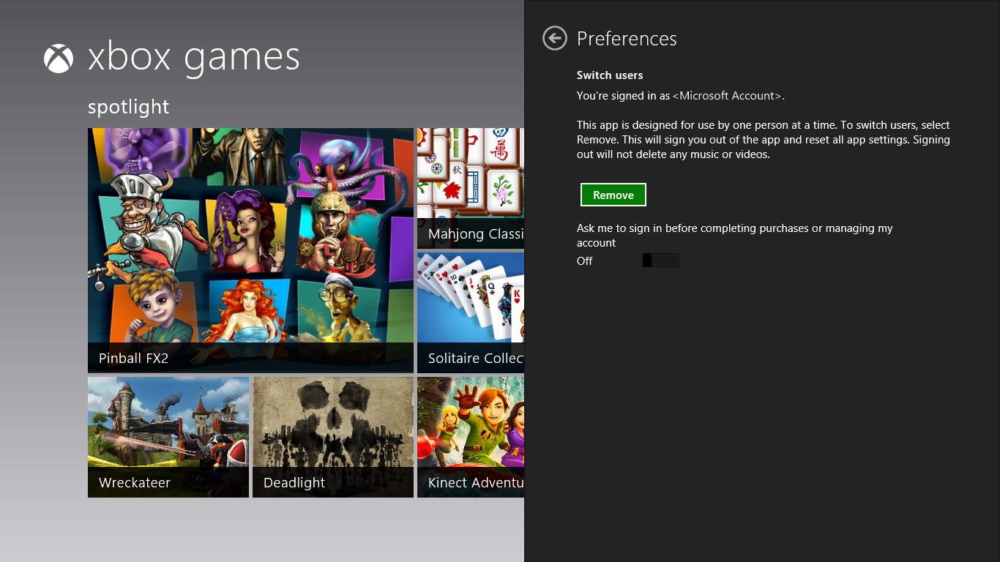 xbox games
spotlight
Pinball FX2
Mahjong Classi
Solitaire Collec
Wreckateer
Deadlight
Kinect Adventu
Preferences
Switch users
You're signed in as <Microsoft Account>.
This app is designed for use by one person at a time. To switch users, select
Remove. This will sign you out of the app and reset all app settings. Signing
out will not delete any music or videos.
Remove
Ask me to sign in before completing purchases or managing my
account
Off